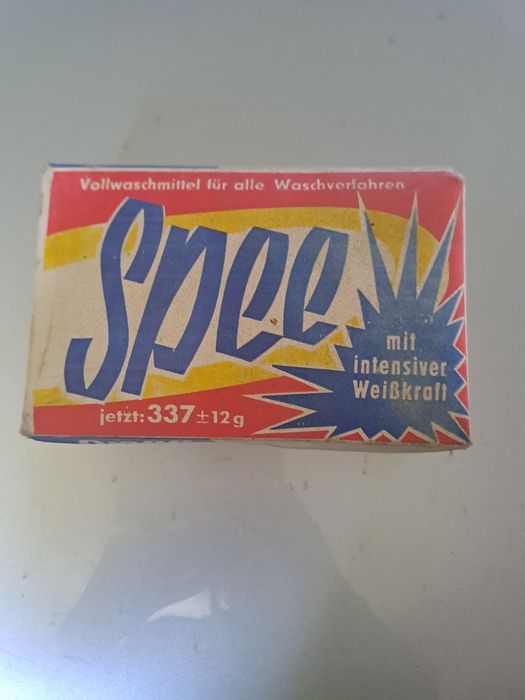 Vollwaschmittel für alle Waschverfahren
Spee
mit
intensiver
Weißkraft
jetzt: 337 ± 12 g